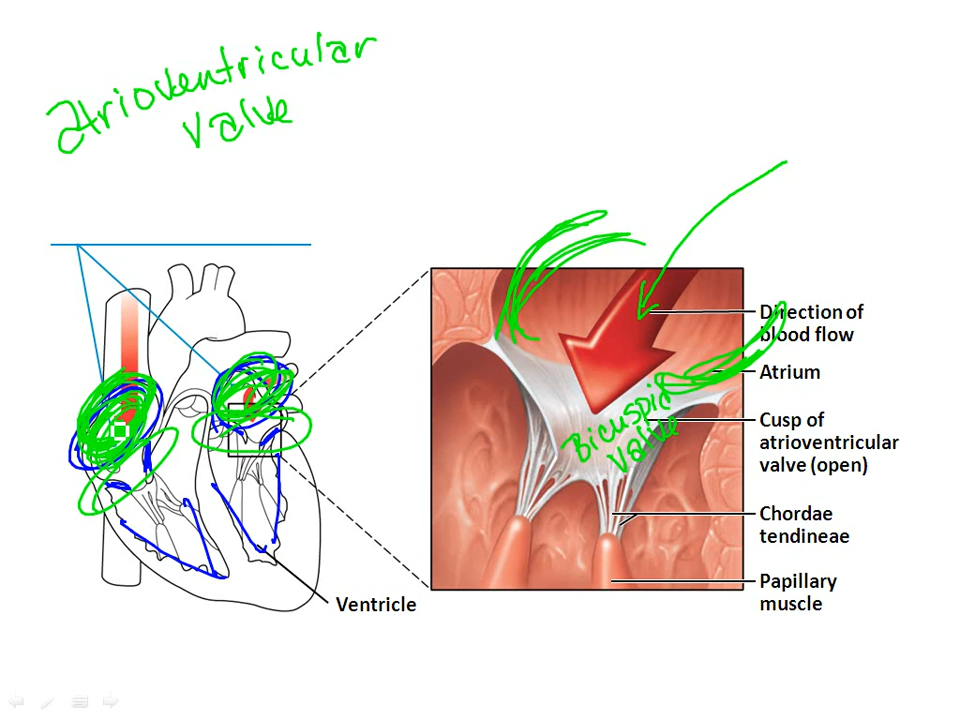 atrioventricular
valve
Direction of
blood flow
Atrium
Bicuspid
valve
Cusp of
atrioventricular
valve (open)
Chordae
tendineae
Papillary
muscle
Ventricle